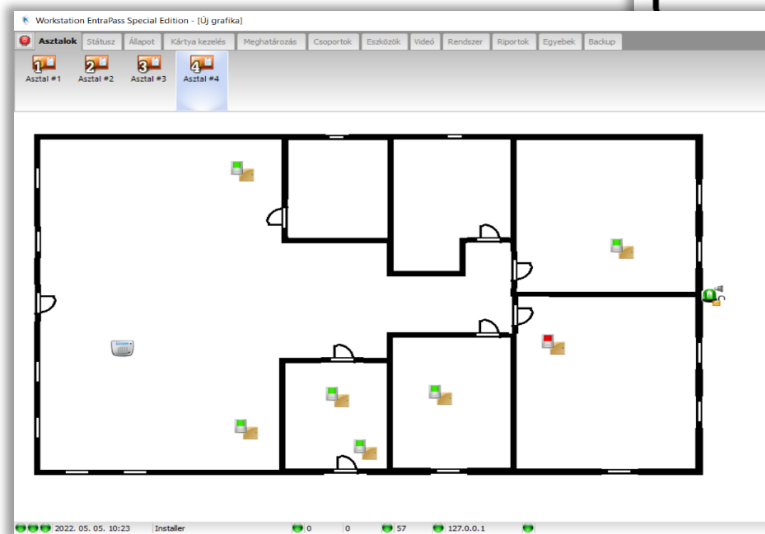 Workstation EntraPass Special Edition - [Új grafika]
Asztalok Státusz Állapot Kártya kezelés Meghatározás Csoportok Eszközök Videó Rendszer Riportok Egyebek Backup
1 2 3 4
Asztal #1 Asztal #2 Asztal #3 Asztal #4
2022. 05. 05. 10:23 Installer 0 0 57 127.0.0.1